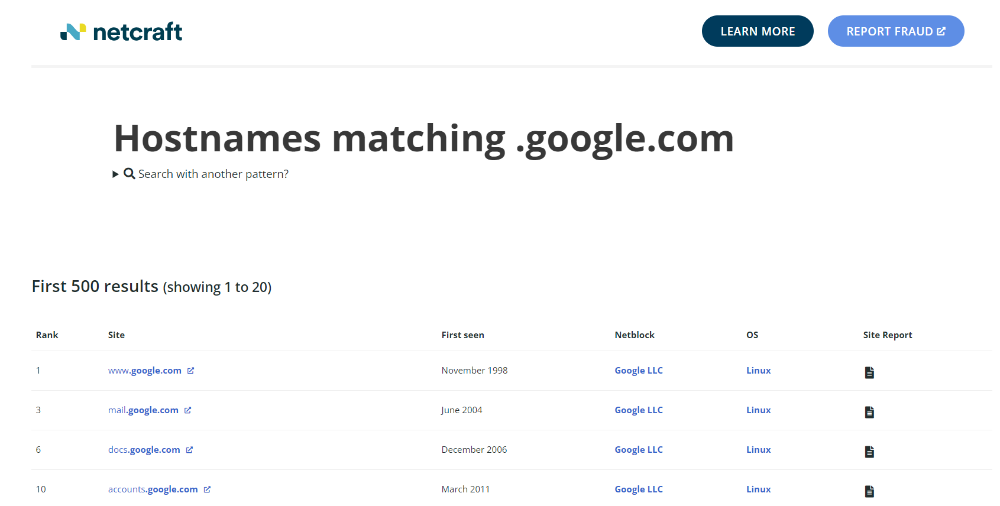 netcraft
LEARN MORE
REPORT FRAUD
Hostnames matching .google.com
Search with another pattern?
First 500 results (showing 1 to 20)
Rank Site First seen Netblock OS Site Report
1 www.google.com November 1998 Google LLC Linux
3 mail.google.com June 2004 Google LLC Linux
6 docs.google.com December 2006 Google LLC Linux
10 accounts.google.com March 2011 Google LLC Linux